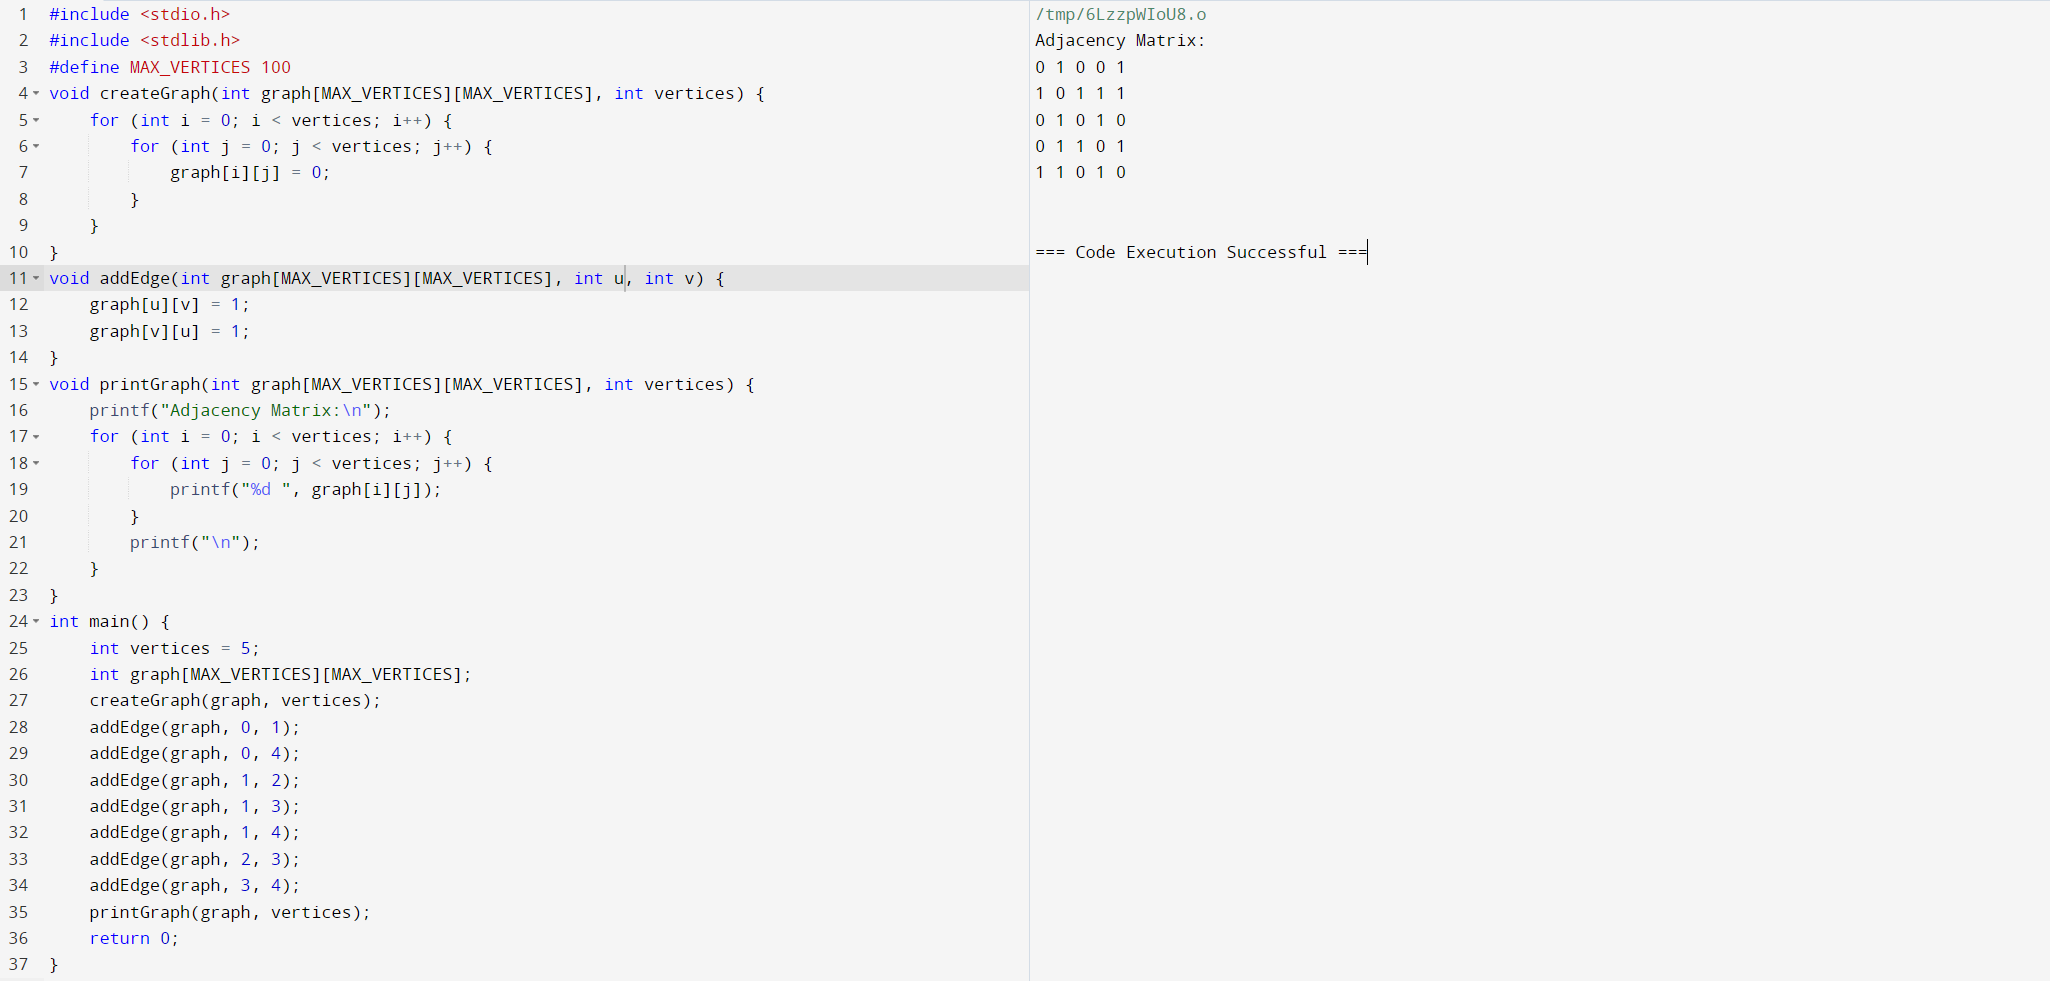 1 #include <stdio.h>
2 #include <stdlib.h>
3 #define MAX_VERTICES 100
4 void createGraph(int graph[MAX_VERTICES][MAX_VERTICES], int vertices) {
5     for (int i = 0; i < vertices; i++) {
6         for (int j = 0; j < vertices; j++) {
7             graph[i][j] = 0;
8         }
9     }
10 }
11 void addEdge(int graph[MAX_VERTICES][MAX_VERTICES], int u, int v) {
12     graph[u][v] = 1;
13     graph[v][u] = 1;
14 }
15 void printGraph(int graph[MAX_VERTICES][MAX_VERTICES], int vertices) {
16     printf("Adjacency Matrix:\n");
17     for (int i = 0; i < vertices; i++) {
18         for (int j = 0; j < vertices; j++) {
19             printf("%d ", graph[i][j]);
20         }
21         printf("\n");
22     }
23 }
24 int main() {
25     int vertices = 5;
26     int graph[MAX_VERTICES][MAX_VERTICES];
27     createGraph(graph, vertices);
28     addEdge(graph, 0, 1);
29     addEdge(graph, 0, 4);
30     addEdge(graph, 1, 2);
31     addEdge(graph, 1, 3);
32     addEdge(graph, 1, 4);
33     addEdge(graph, 2, 3);
34     addEdge(graph, 3, 4);
35     printGraph(graph, vertices);
36     return 0;
37 }
/tmp/6LzzpWIoU8.o
Adjacency Matrix:
0 1 0 0 1
1 0 1 1 1
0 1 0 1 0
0 1 1 0 1
1 1 0 1 0
=== Code Execution Successful ===